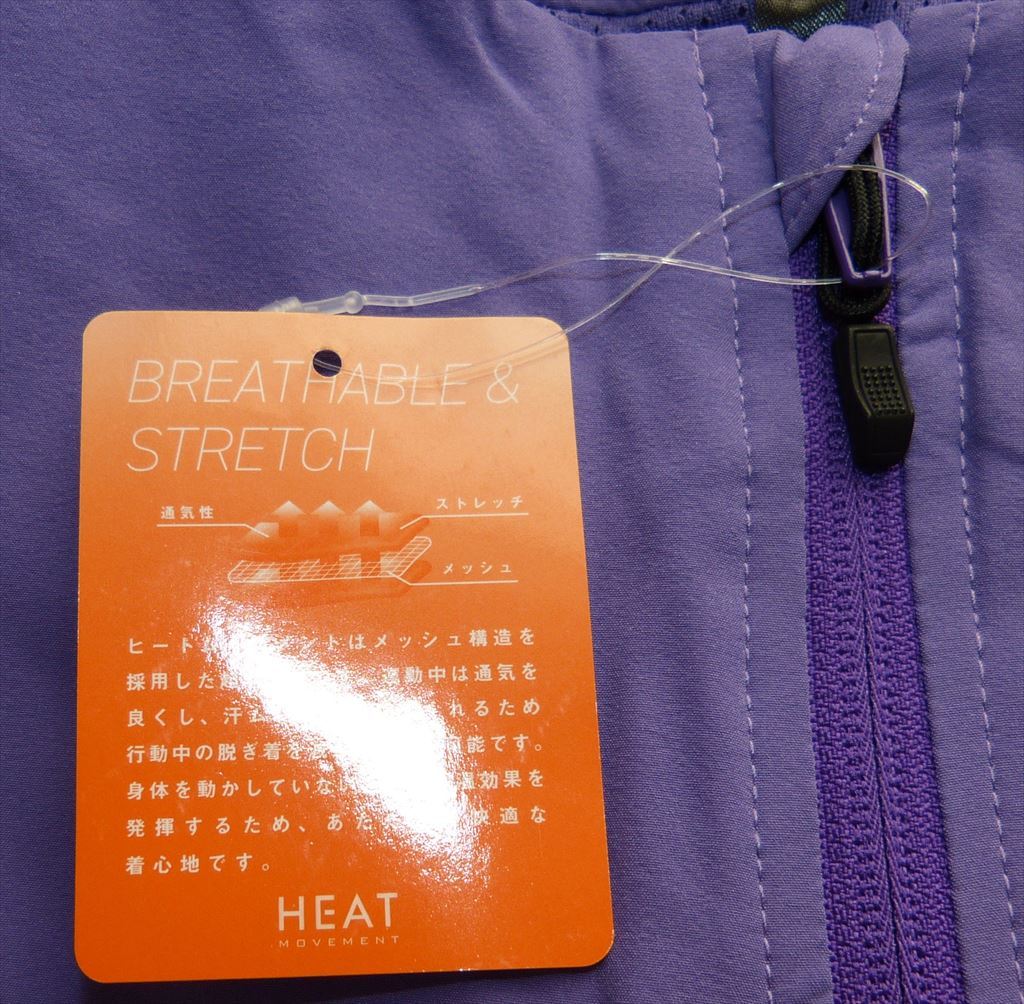 BREATHABLE &
STRETCH
通気性
ストレッチ
メッシュ
ヒート ントはメッシュ構造を
採用した 運動中は通気を
良くし、汗 れるため
行動中の脱ぎ着を 可能です。
身体を動かしていな 温効果を
発揮するため、あた 快適な
着心地です。
HEAT
MOVEMENT